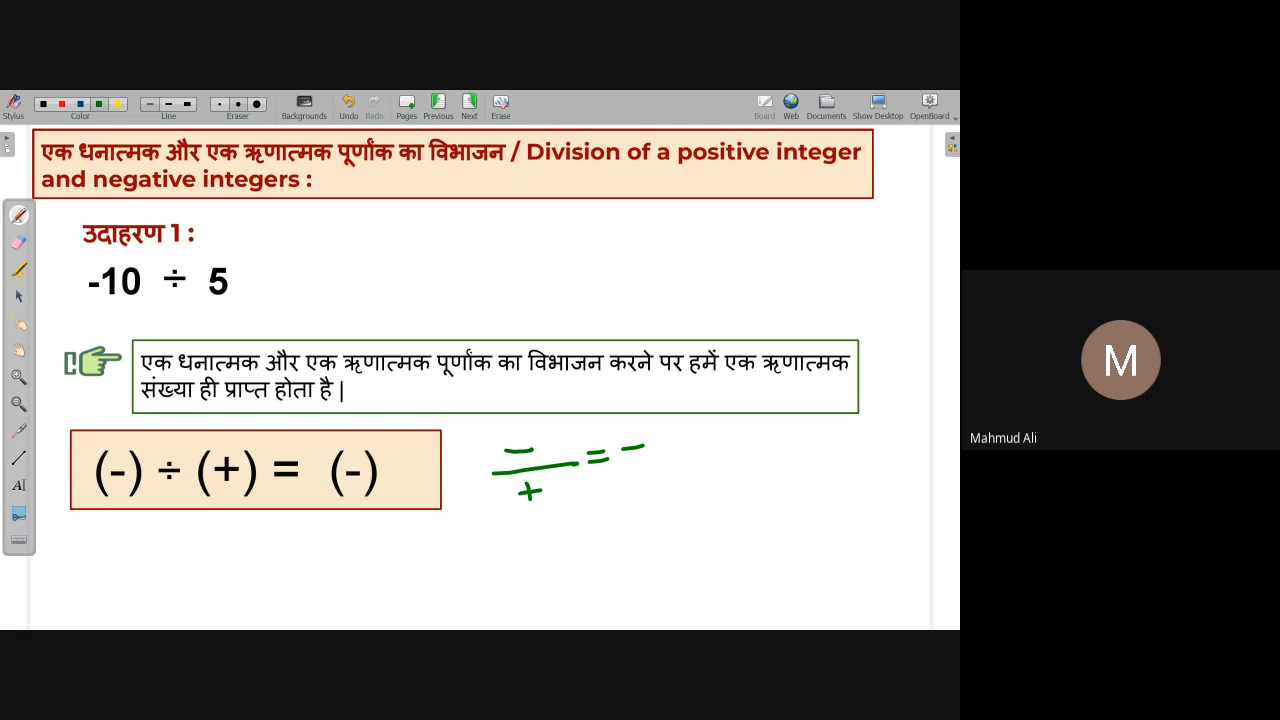 Stylus Color Line Eraser Backgrounds Undo Redo Pages Previous Next Erase Board Web Documents Show Desktop OpenBoard
एक धनात्मक और एक ऋणात्मक पूर्णांक का विभाजन / Division of a positive integer
and negative integers :
उदाहरण 1 :
-10 ÷ 5
एक धनात्मक और एक ऋणात्मक पूर्णांक का विभाजन करने पर हमें एक ऋणात्मक
संख्या ही प्राप्त होता है |
(-) ÷ (+) = (-)
−/+ = −
M
Mahmud Ali